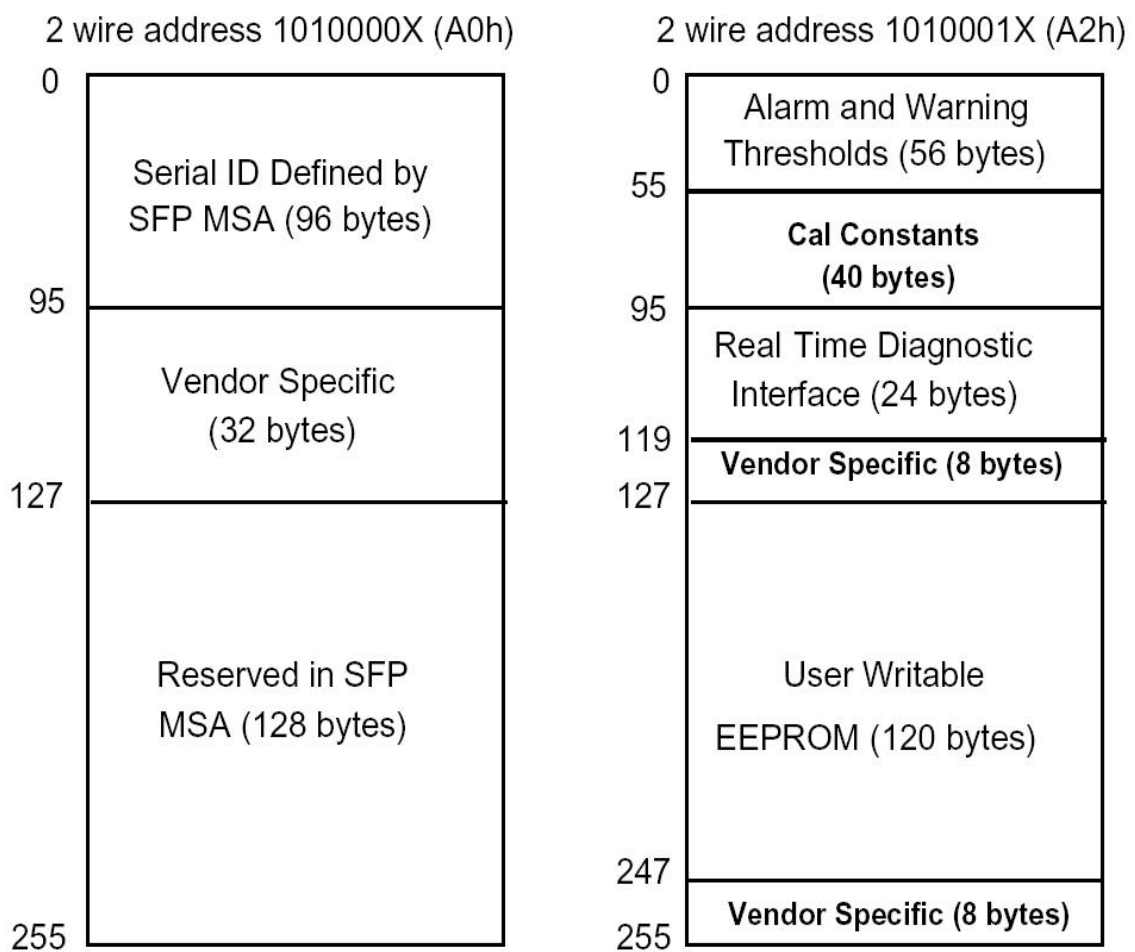 2 wire address 1010000X (A0h)
0
Serial ID Defined by
SFP MSA (96 bytes)
95
Vendor Specific
(32 bytes)
127
Reserved in SFP
MSA (128 bytes)
255
2 wire address 1010001X (A2h)
0
Alarm and Warning
Thresholds (56 bytes)
55
Cal Constants
(40 bytes)
95
Real Time Diagnostic
Interface (24 bytes)
119
Vendor Specific (8 bytes)
127
User Writable
EEPROM (120 bytes)
247
Vendor Specific (8 bytes)
255